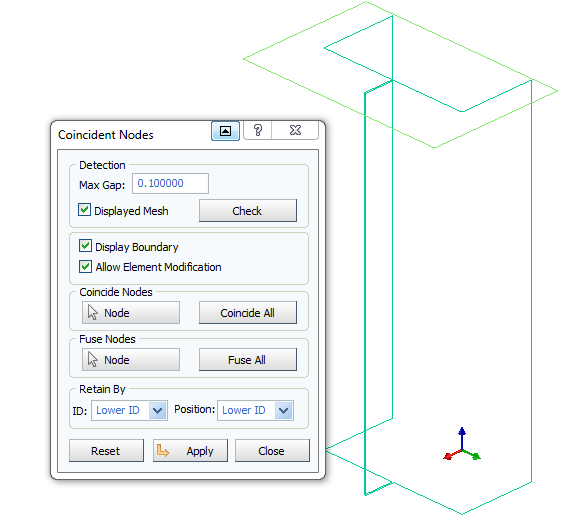 Coincident Nodes
?
Detection
Max Gap: 0.100000
Displayed Mesh Check
Display Boundary
Allow Element Modification
Coincide Nodes
Node Coincide All
Fuse Nodes
Node Fuse All
Retain By
ID: Lower ID Position: Lower ID
Reset Apply Close